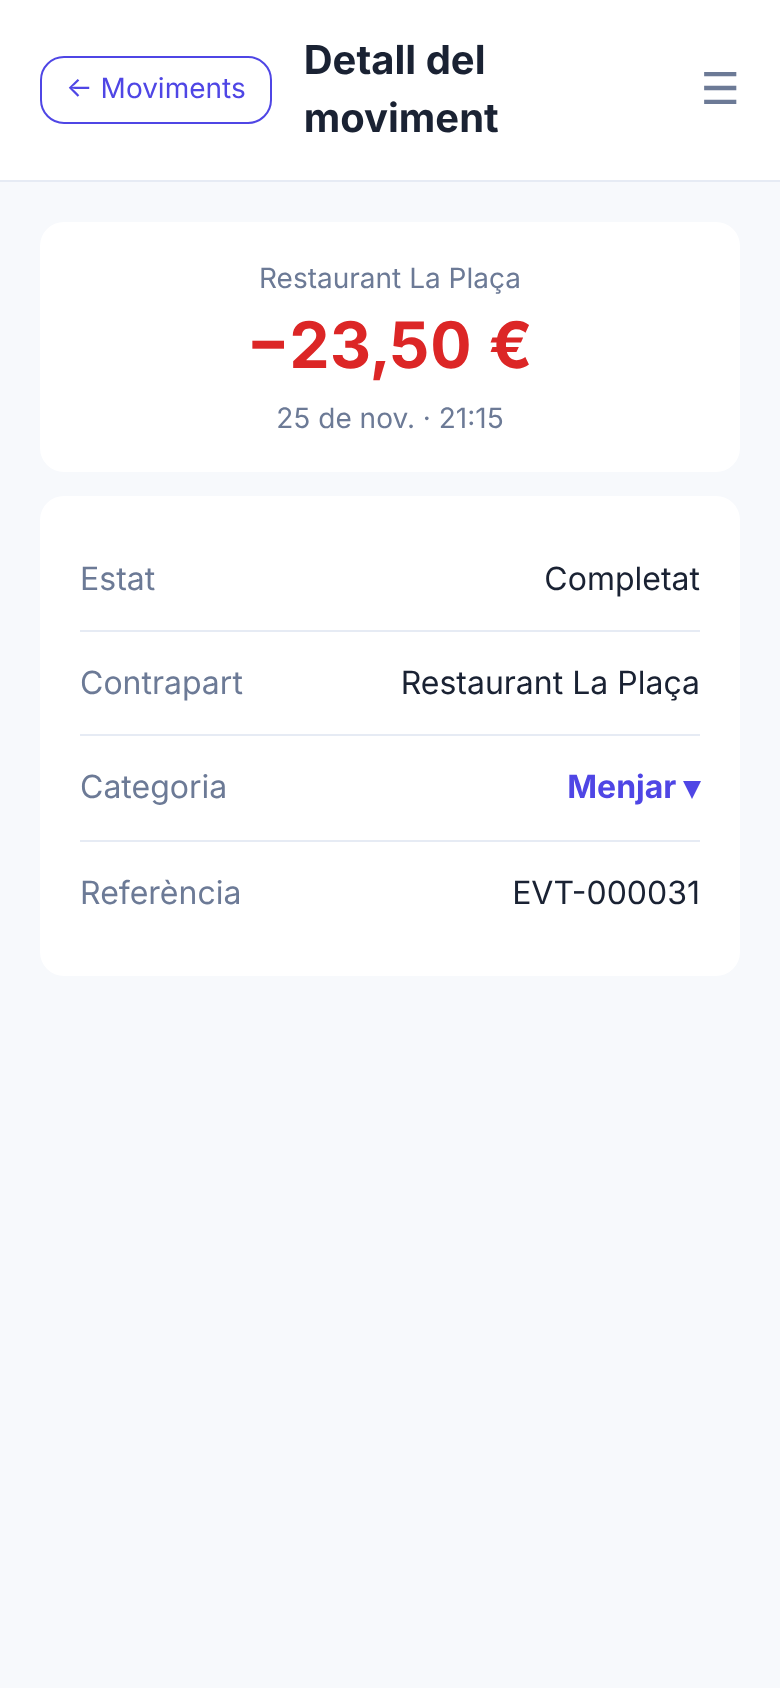 ← Moviments
Detall del
moviment
☰
Restaurant La Plaça
−23,50 €
25 de nov. · 21:15
Estat Completat
Contrapart Restaurant La Plaça
Categoria Menjar ▾
Referència EVT-000031